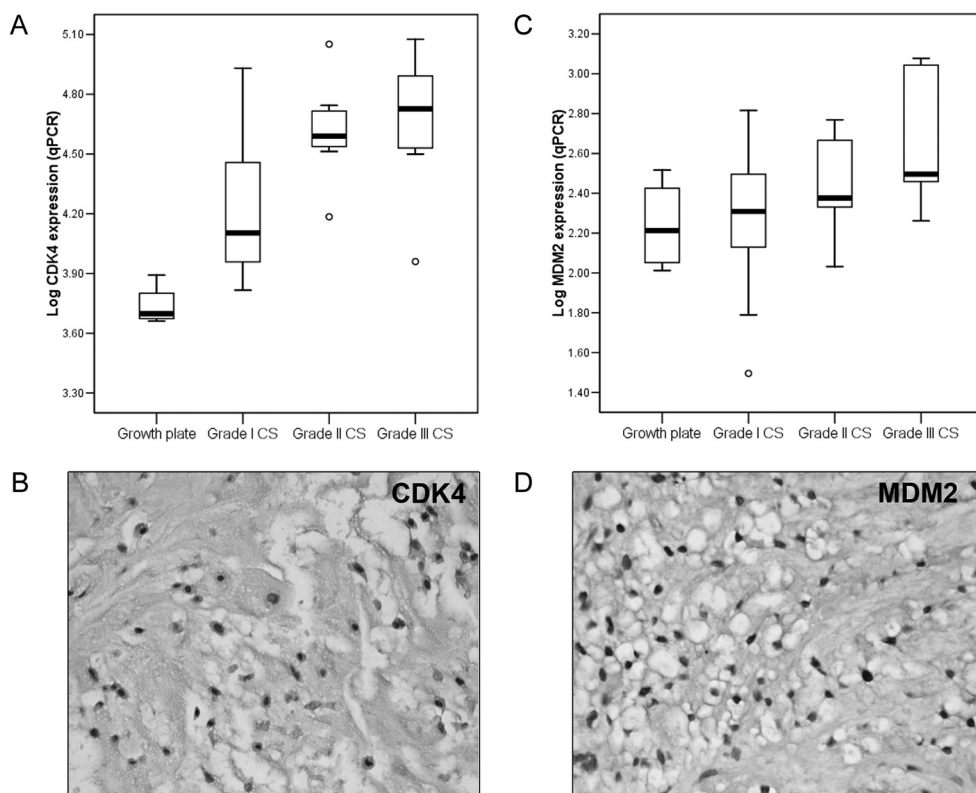 A
Log CDK4 expression (qPCR)
5.10
4.80
4.50
4.20
3.90
3.60
3.30
Growth plate
Grade I CS
Grade II CS
Grade III CS
C
Log MDM2 expression (qPCR)
3.20
3.00
2.80
2.60
2.40
2.20
2.00
1.80
1.60
1.40
Growth plate
Grade I CS
Grade II CS
Grade III CS
B
CDK4
D
MDM2